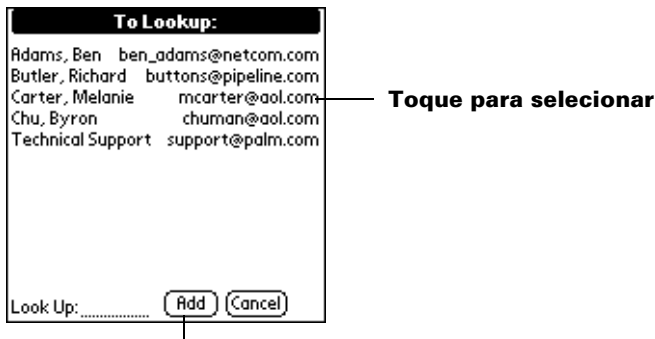 To Lookup:
Adams, Ben ben_adams@netcom.com
Butler, Richard buttons@pipeline.com
Carter, Melanie mcarter@aol.com
Toque para selecionar
Chu, Byron chuman@aol.com
Technical Support support@palm.com
Look Up: Add Cancel